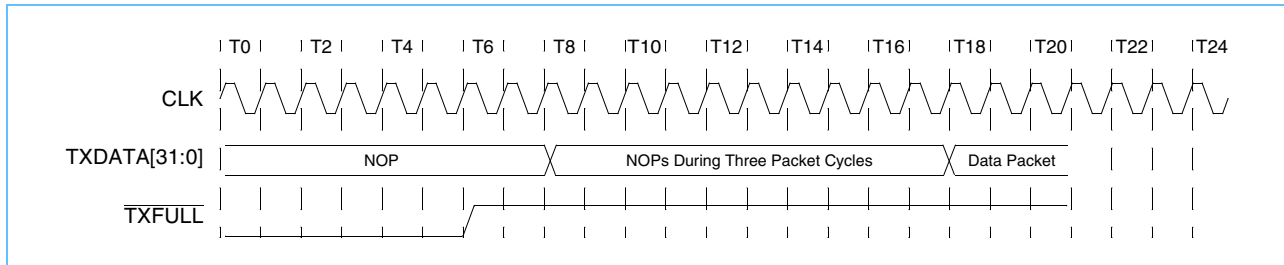 T0 T2 T4 T6 T8 T10 T12 T14 T16 T18 T20 T22 T24
CLK
TXDATA[31:0] NOP NOPs During Three Packet Cycles Data Packet
TXFULL